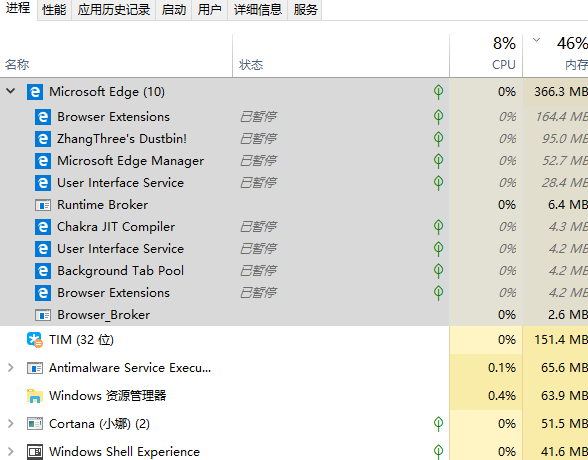 进程 性能 应用历史记录 启动 用户 详细信息 服务
8% 46%
名称 状态 CPU 内存
Microsoft Edge (10) 0% 366.3 MB
Browser Extensions 已暂停 0% 164.4 MB
ZhangThree's Dustbin! 已暂停 0% 95.0 MB
Microsoft Edge Manager 已暂停 0% 52.7 MB
User Interface Service 已暂停 0% 28.4 MB
Runtime Broker 0% 6.4 MB
Chakra JIT Compiler 已暂停 0% 4.3 MB
User Interface Service 已暂停 0% 4.2 MB
Background Tab Pool 已暂停 0% 4.2 MB
Browser Extensions 已暂停 0% 4.2 MB
Browser_Broker 0% 2.6 MB
TIM (32 位) 0% 151.4 MB
Antimalware Service Execu... 0.1% 65.6 MB
Windows 资源管理器 0.4% 63.9 MB
Cortana (小娜) (2) 0% 51.5 MB
Windows Shell Experience 0% 41.6 MB